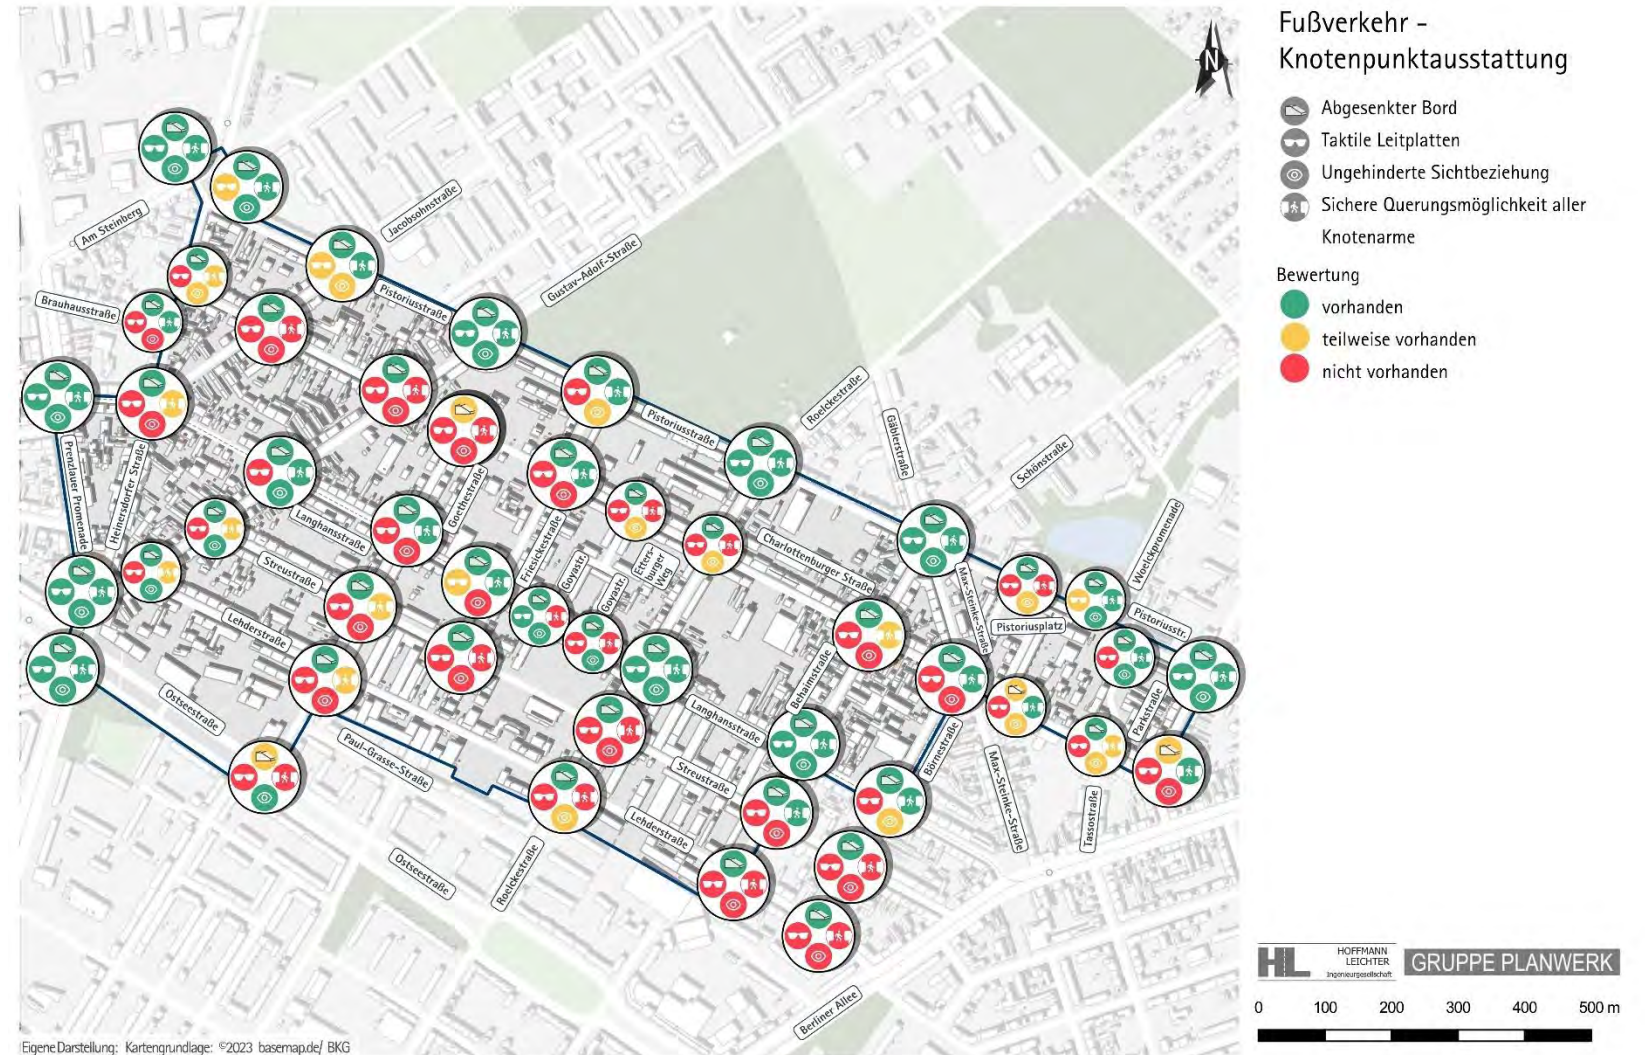 Fußverkehr -
Knotenpunktausstattung
Abgesenkter Bord
Taktile Leitplatten
Ungehinderte Sichtbeziehung
Sichere Querungsmöglichkeit aller
Knotenarme
Bewertung
vorhanden
teilweise vorhanden
nicht vorhanden
N
Am Steinberg
Jacobsohnstraße
Gustav-Adolf-Straße
Brauhausstraße
Pistoriusstraße
Roelckestraße
Pistoriusstraße
Gäblerstraße
Schönstraße
Prenzlauer Promenade
Heinersdorfer Straße
Goethestraße
Langhansstraße
Woelckpromenade
Friesickestraße
Charlottenburger Straße
Etters-
burger
Weg
Streustraße
Goyastr.
Goyastr.
Max-Steinke-Straße
Pistoriusstr.
Pistoriusplatz
Lehderstraße
Behaimstraße
Parkstraße
Ostseestraße
Langhansstraße
Börnestraße
Paul-Grasse-Straße
Streustraße
Max-Steinke-Straße
Tassostraße
Lehderstraße
Ostseestraße
Roelckestraße
Berliner Allee
HL
HOFFMANN
LEICHTER
Ingenieurgesellschaft
GRUPPE PLANWERK
0 100 200 300 400 500 m
Eigene Darstellung: Kartengrundlage: ©2023 basemap.de/ BKG